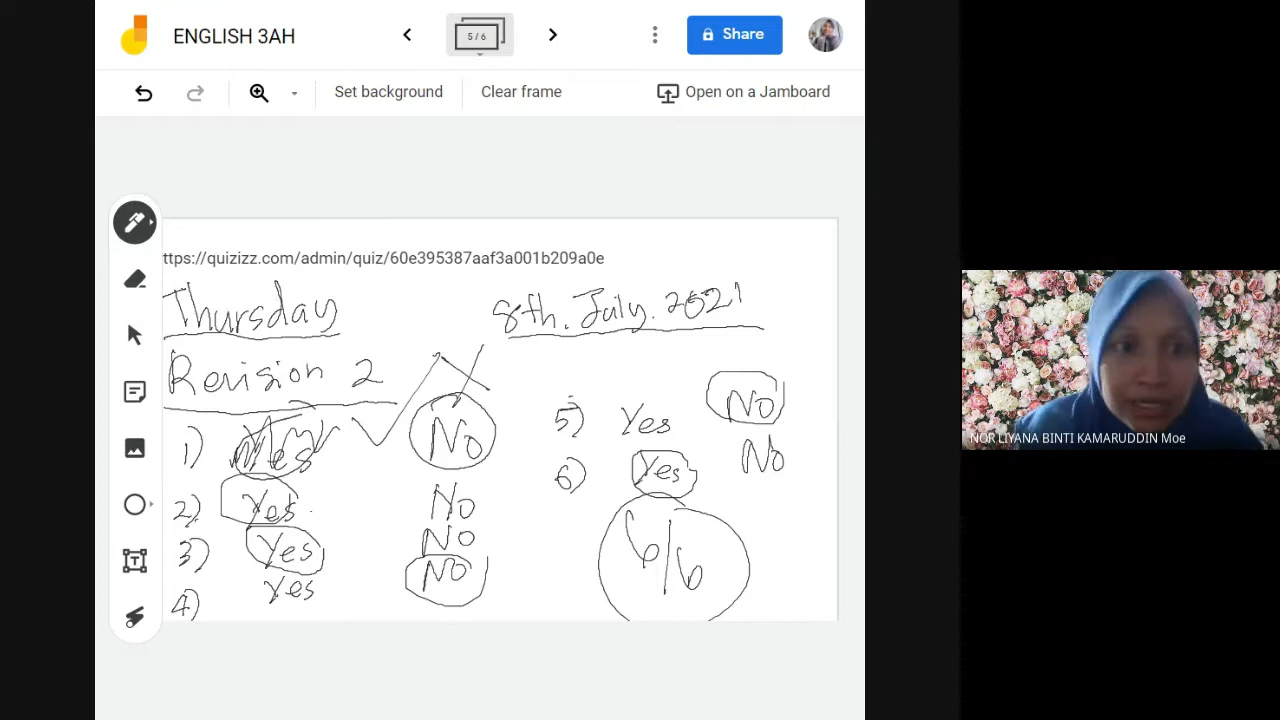 ENGLISH 3AH
5 / 6
Share
Set background
Clear frame
Open on a Jamboard
ttps://quizizz.com/admin/quiz/60e395387aaf3a001b209a0e
Thursday
8th. July. 2021
Revision 2
1) Yes No
2) Yes No
3) Yes No
4) Yes No
5) Yes No
6) Yes No
6/6
NOR LIYANA BINTI KAMARUDDIN Moe